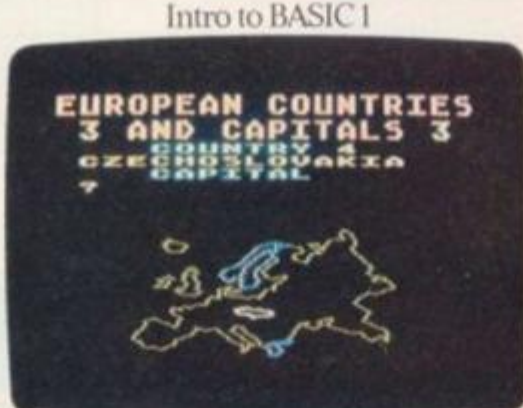 Intro to BASIC 1
EUROPEAN COUNTRIES
3 AND CAPITALS 3
COUNTRY 4
CZECHOSLOVAKIA
CAPITAL
?